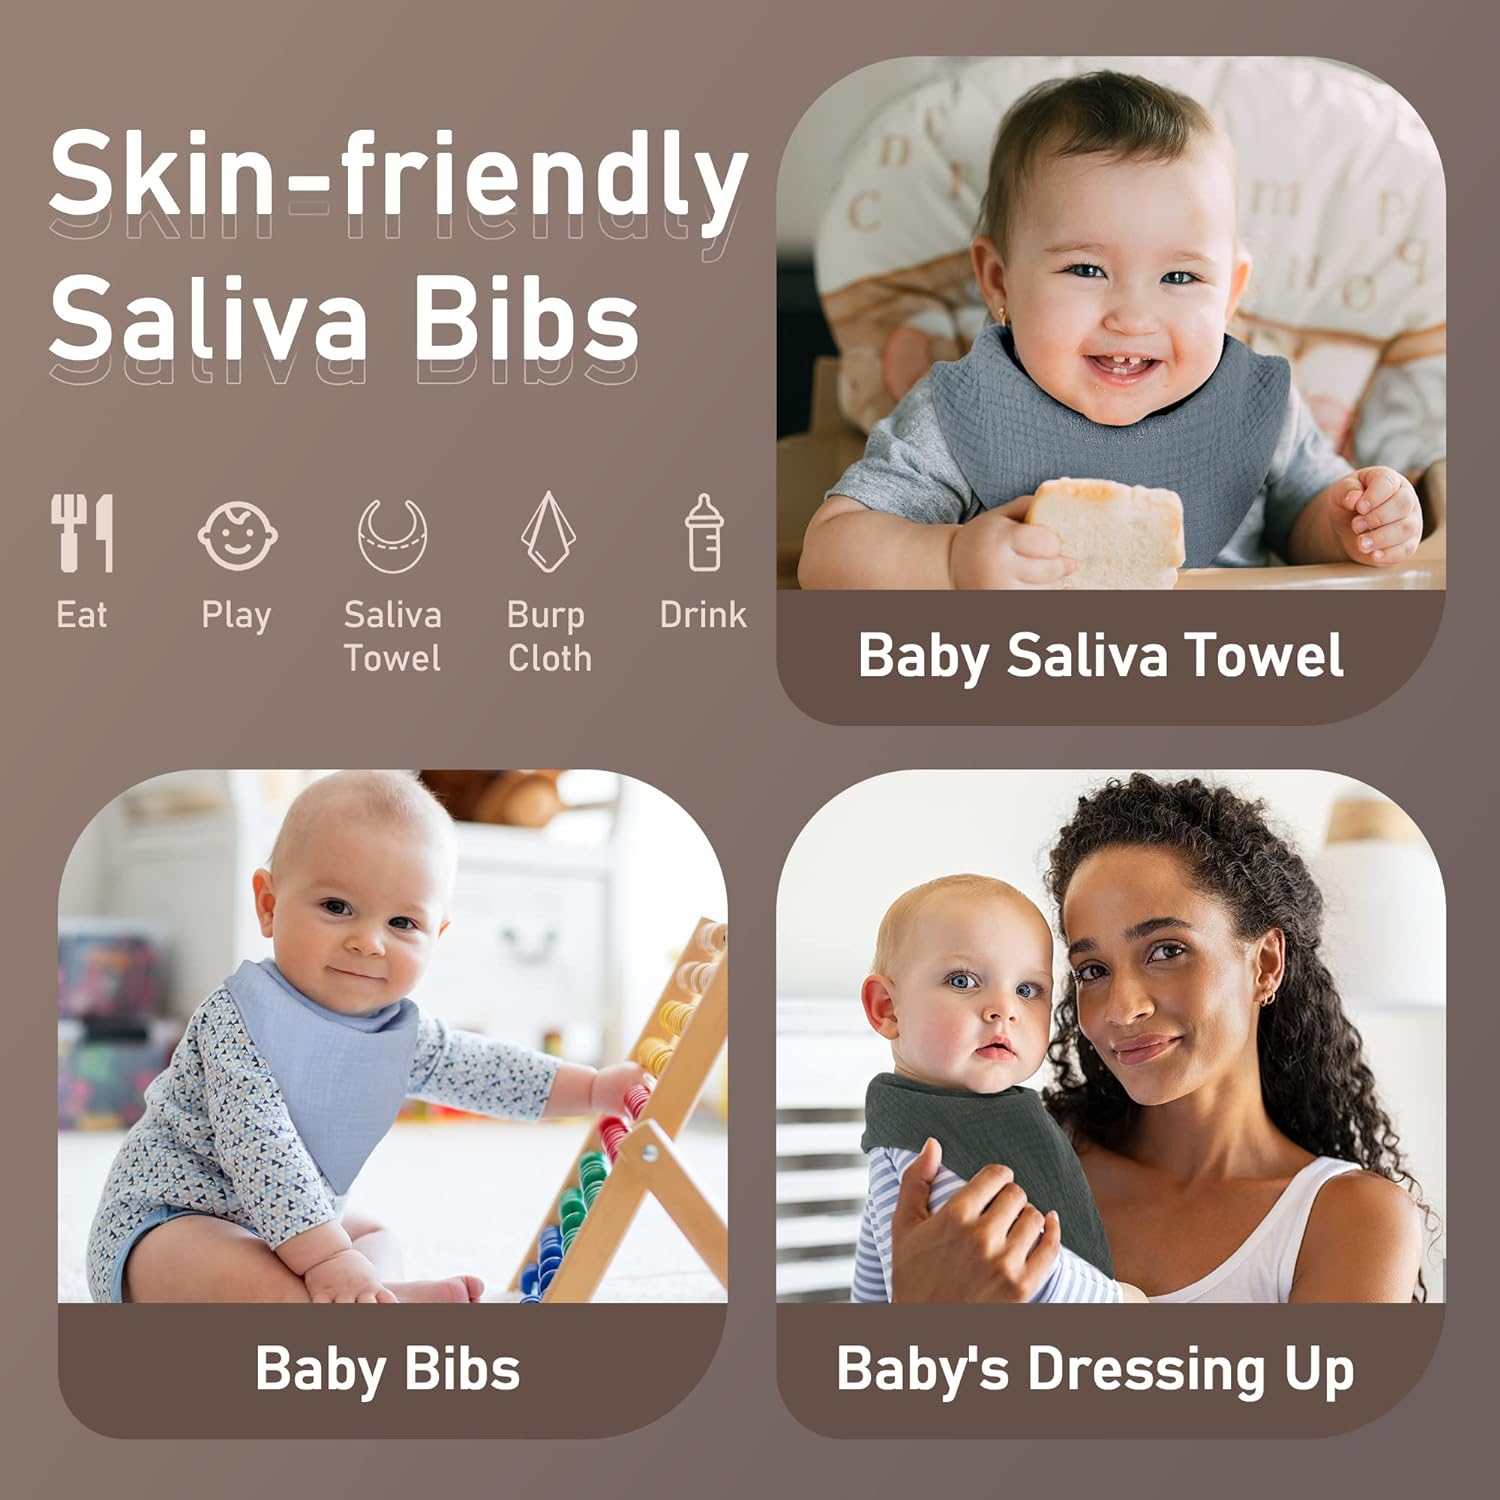 Skin-friendly
Saliva Bibs
Eat
Play
Saliva
Towel
Burp
Cloth
Drink
Baby Saliva Towel
Baby Bibs
Baby's Dressing Up